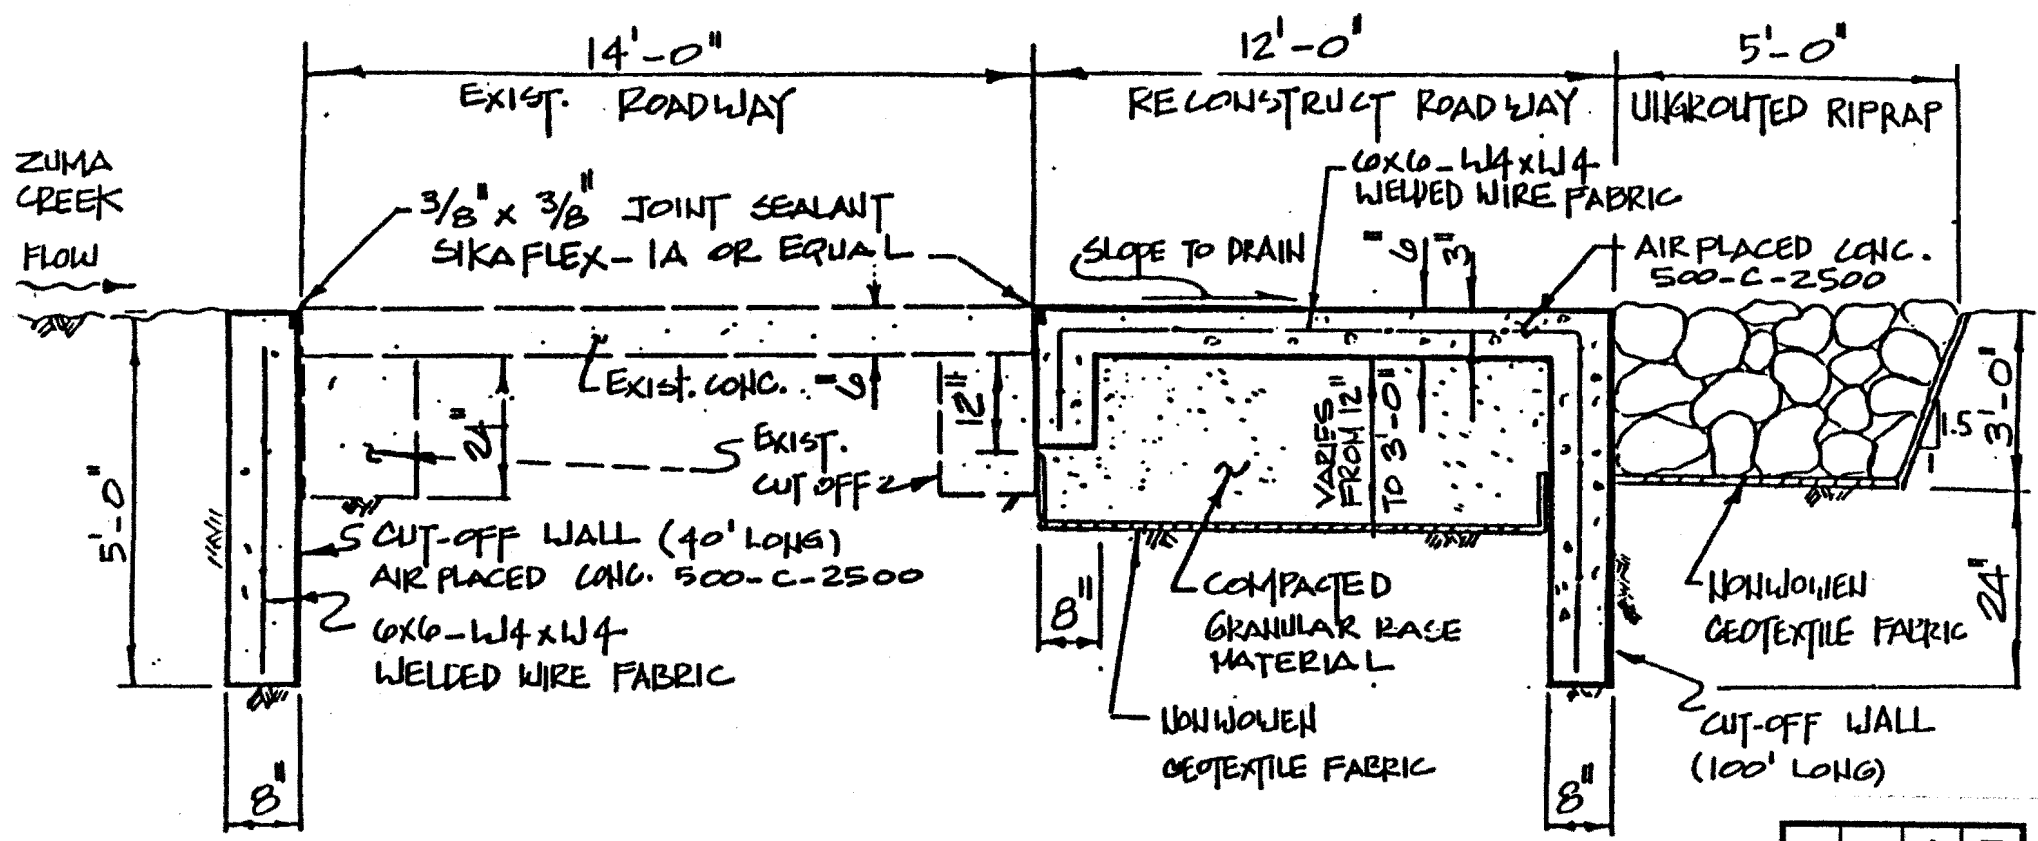 14'-0"
12'-0"
5'-0"
EXIST. ROADWAY
RECONSTRUCT ROADWAY
UNGROUTED RIPRAP
ZUMA
CREEK
FLOW
3/8" x 3/8" JOINT SEALANT
SIKAFLEX-1A OR EQUAL
6x6-W4xW4
WELDED WIRE FABRIC
SLOPE TO DRAIN
6"
3"
AIR PLACED CONC.
500-C-2500
EXIST. CONC.
6"
12"
24"
EXIST.
CUT OFF
VARIES
FROM 12"
TO 3'-0"
1.5
1
3'-0"
5'-0"
CUT-OFF WALL (40' LONG)
AIR PLACED CONC. 500-C-2500
6x6-W4xW4
WELDED WIRE FABRIC
8"
8"
COMPACTED
GRANULAR BASE
MATERIAL
NONWOVEN
GEOTEXTILE FABRIC
NONWOVEN
GEOTEXTILE FABRIC
24"
CUT-OFF WALL
(100' LONG)
8"